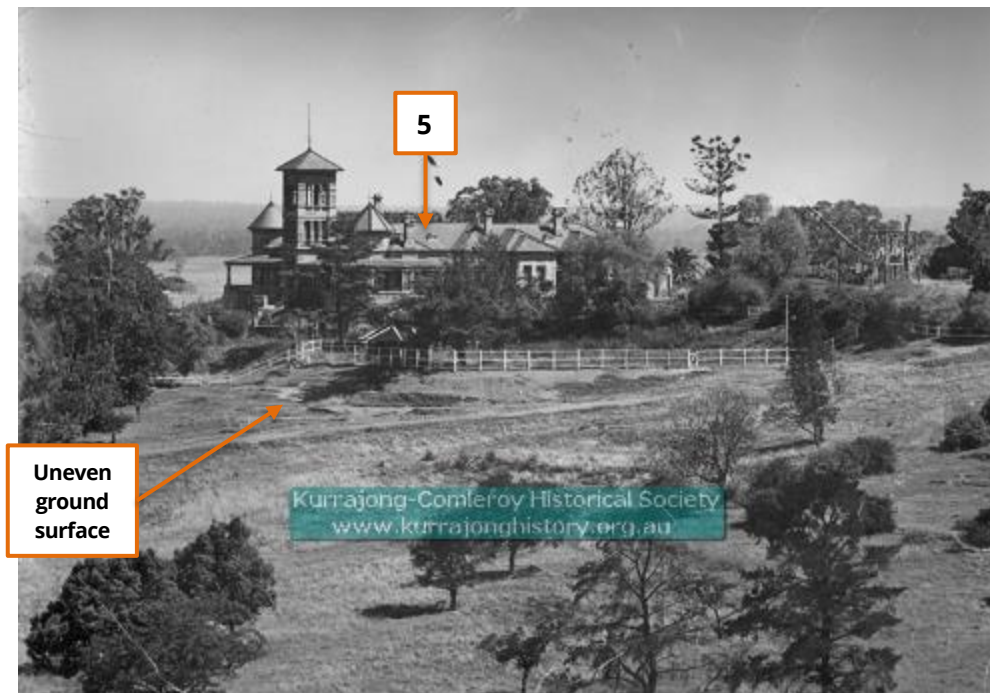 5
Uneven
ground
surface
Kurrajong-Comleroy Historical Society
www.kurrajonghistory.org.au